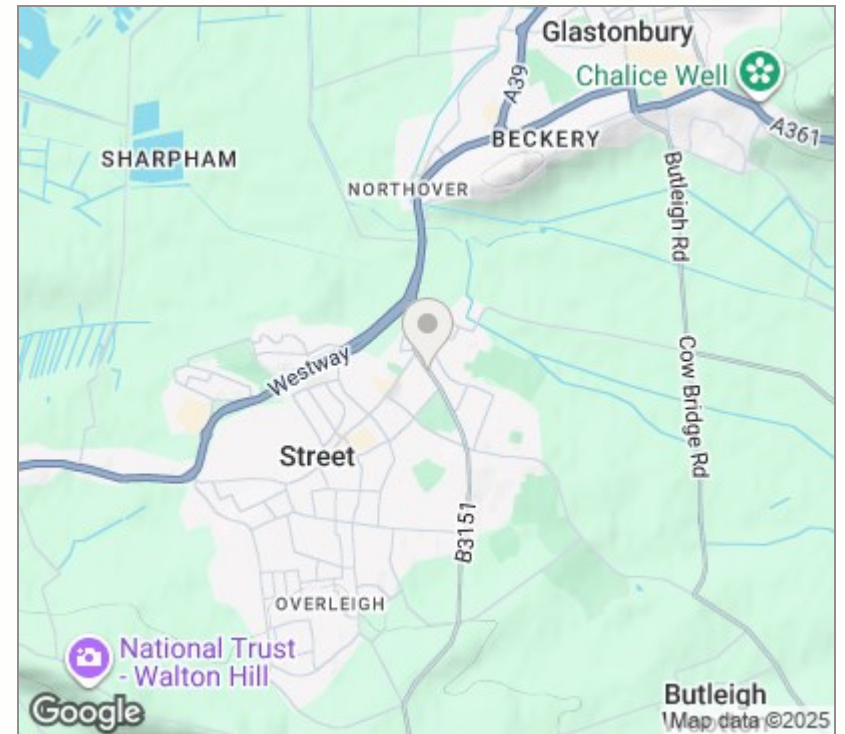 Glastonbury
Chalice Well
A39
A361
BECKERY
SHARPHAM
NORTHOVER
Butleigh Rd
Westway
Cow Bridge Rd
Street
B3151
OVERLEIGH
National Trust
- Walton Hill
Butleigh
Google
Map data ©2025